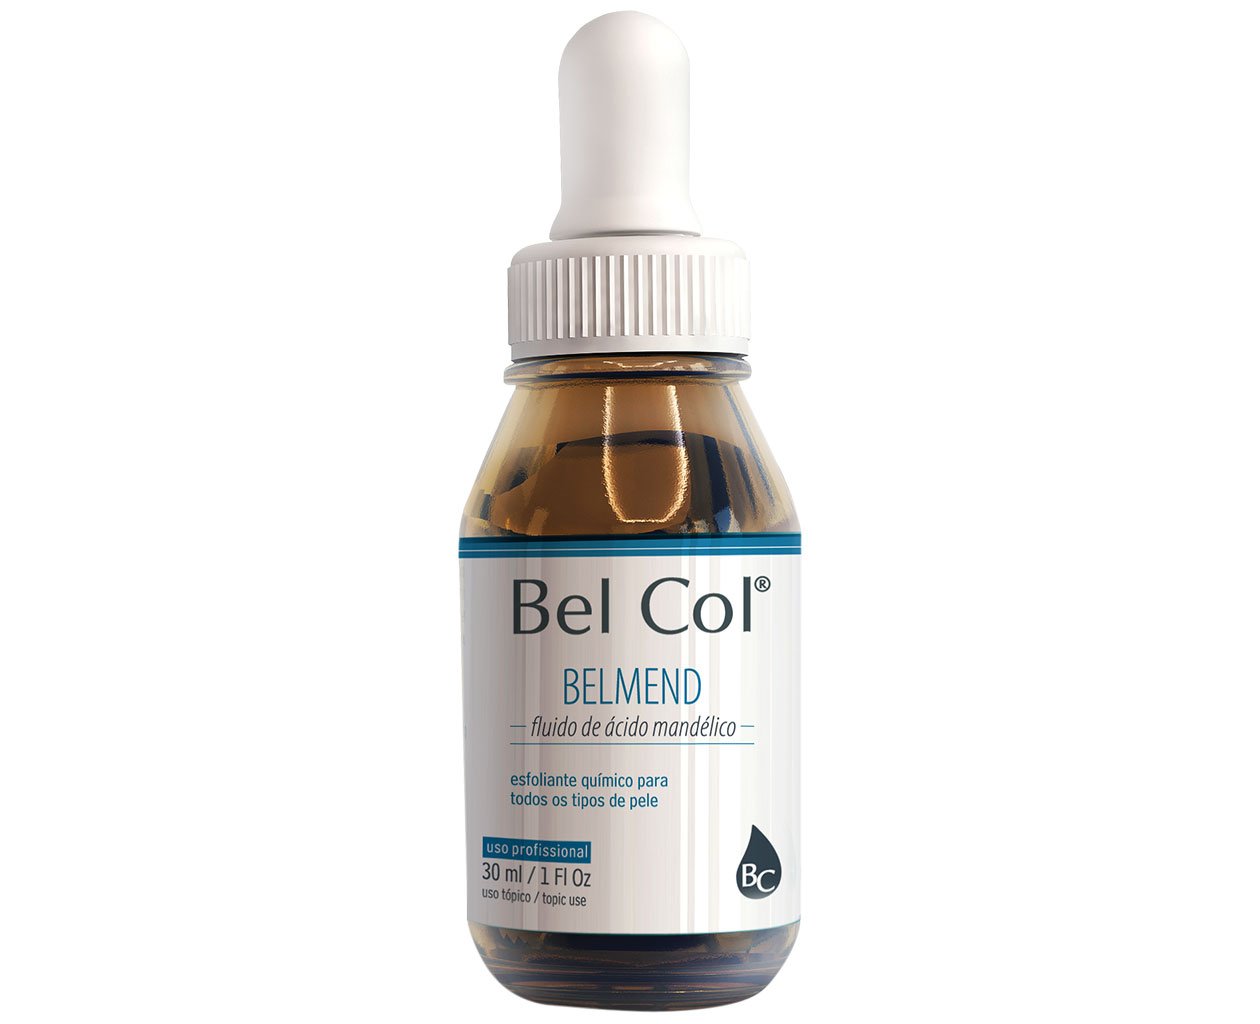 Bel Col®
BELMEND
fluido de ácido mandélico
esfoliante químico para
todos os tipos de pele
uso profissional
30 ml / 1 Fl Oz
uso tópico / topic use
BC